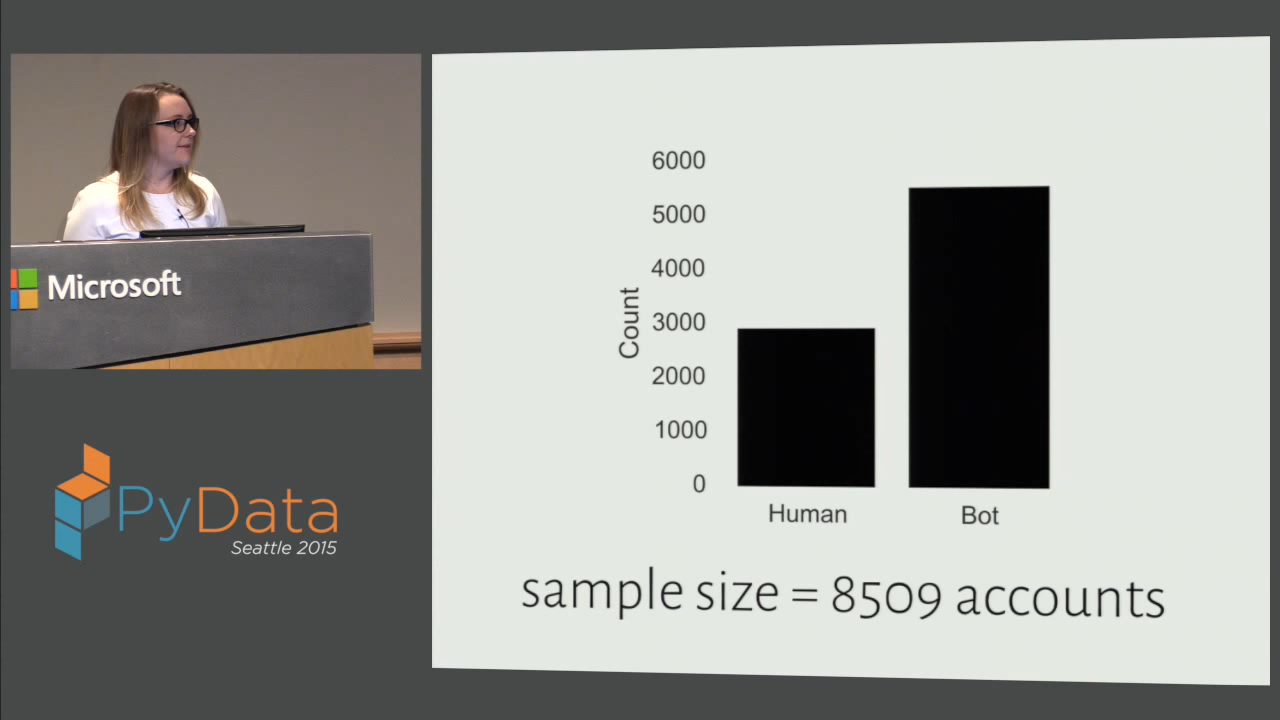 Microsoft
PyData
Seattle 2015
6000
5000
4000
3000
2000
1000
0
Count
Human
Bot
sample size = 8509 accounts